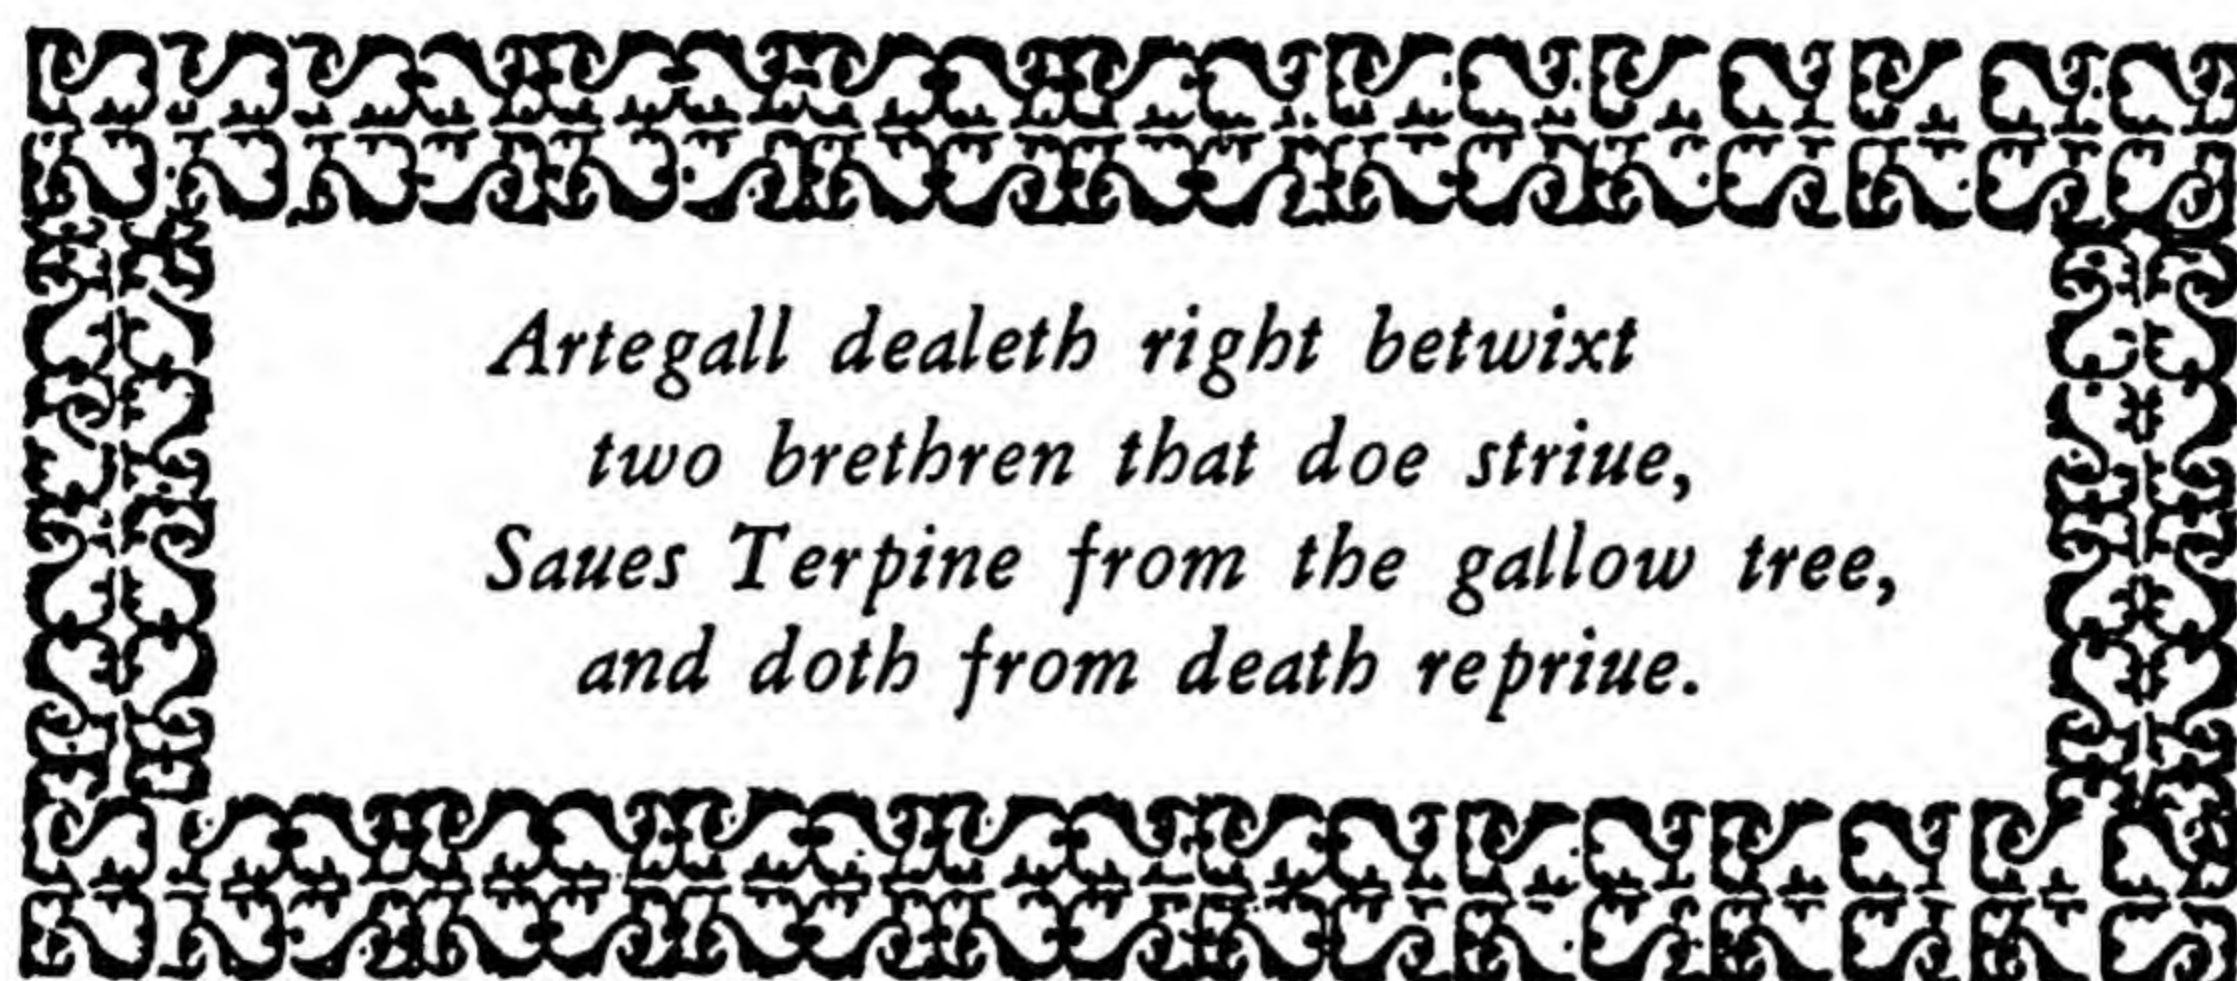 Artegall dealeth right betwixt
two brethren that doe striue,
Saues Terpine from the gallow tree,
and doth from death repriue.